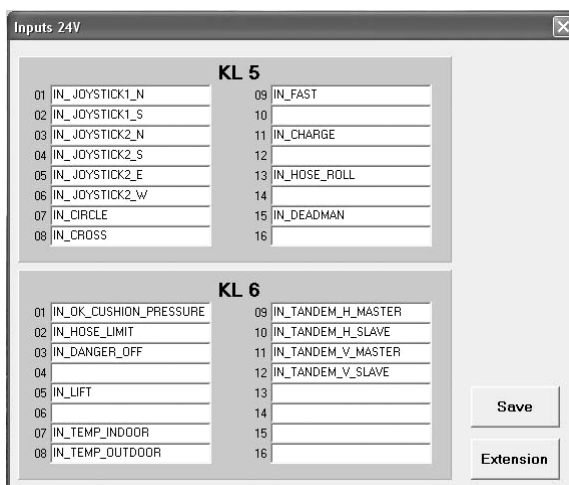 Inputs 24V
KL 5
01 IN_JOYSTICK1_N
02 IN_JOYSTICK1_S
03 IN_JOYSTICK2_N
04 IN_JOYSTICK2_S
05 IN_JOYSTICK2_E
06 IN_JOYSTICK2_W
07 IN_CIRCLE
08 IN_CROSS
09 IN_FAST
10
11 IN_CHARGE
12
13 IN_HOSE_ROLL
14
15 IN_DEADMAN
16
KL 6
01 IN_OK_CUSHION_PRESSURE
02 IN_HOSE_LIMIT
03 IN_DANGER_OFF
04
05 IN_LIFT
06
07 IN_TEMP_INDOOR
08 IN_TEMP_OUTDOOR
09 IN_TANDEM_H_MASTER
10 IN_TANDEM_H_SLAVE
11 IN_TANDEM_V_MASTER
12 IN_TANDEM_V_SLAVE
13
14
15
16
Save
Extension